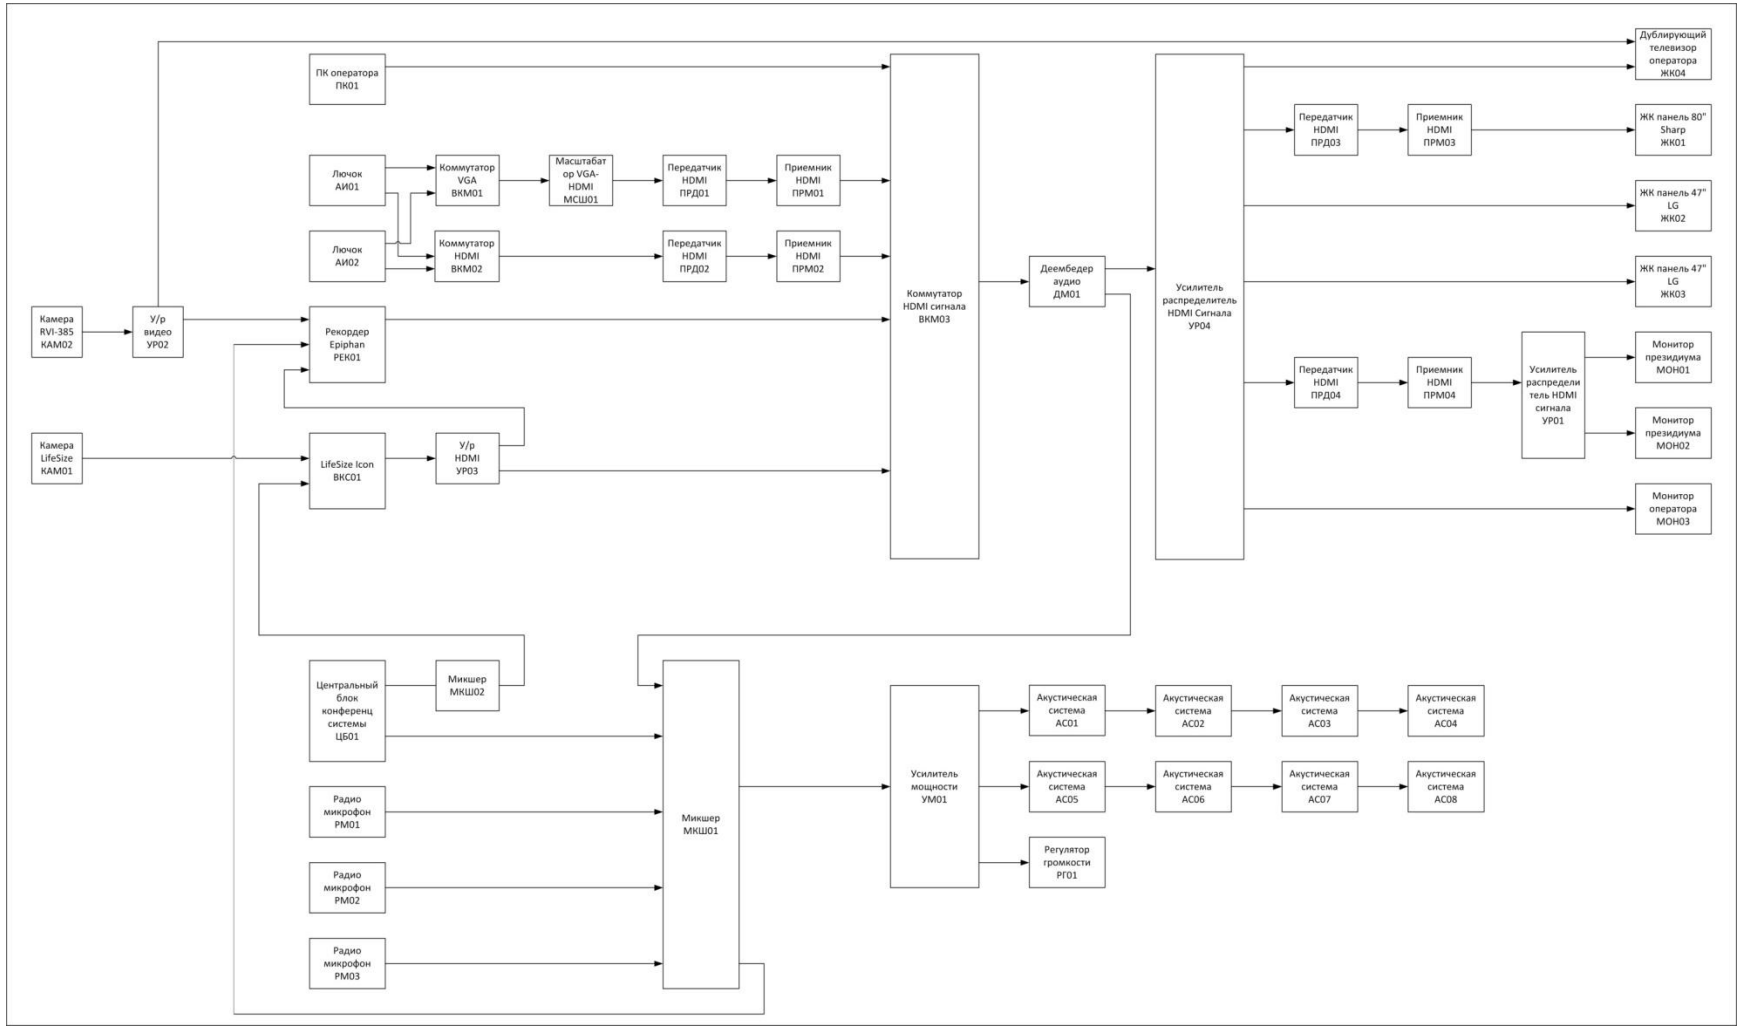 Дублирующий
телевизор
оператора
ЖК04
ПК оператора
ПК01
Передатчик
HDMI
ПРД03
Приемник
HDMI
ПРМ03
ЖК панель 80"
Sharp
ЖК01
Лючок
АИ01
Коммутатор
VGA
ВКМ01
Масштабат
ор VGA-
HDMI
МСШ01
Передатчик
HDMI
ПРД01
Приемник
HDMI
ПРМ01
ЖК панель 47"
LG
ЖК02
Лючок
АИ02
Коммутатор
HDMI
ВКМ02
Передатчик
HDMI
ПРД02
Приемник
HDMI
ПРМ02
Коммутатор
HDMI сигнала
ВКМ03
Деембедер
аудио
ДМ01
Усилитель
распределитель
HDMI Сигнала
УР04
ЖК панель 47"
LG
ЖК03
Камера
RVI-385
КАМ02
У/р
видео
УР02
Рекордер
Epiphan
РЕК01
Передатчик
HDMI
ПРД04
Приемник
HDMI
ПРМ04
Усилитель
распредели
тель HDMI
сигнала
УР01
Монитор
президиума
МОН01
Монитор
президиума
МОН02
Камера
LifeSize
КАМ01
LifeSize Icon
ВКС01
У/р
HDMI
УР03
Монитор
оператора
МОН03
Центральный
блок
конференц
системы
ЦБ01
Микшер
МКШ02
Акустическая
система
АС01
Акустическая
система
АС02
Акустическая
система
АС03
Акустическая
система
АС04
Радио
микрофон
РМ01
Микшер
МКШ01
Усилитель
мощности
УМ01
Акустическая
система
АС05
Акустическая
система
АС06
Акустическая
система
АС07
Акустическая
система
АС08
Радио
микрофон
РМ02
Регулятор
громкости
РГ01
Радио
микрофон
РМ03